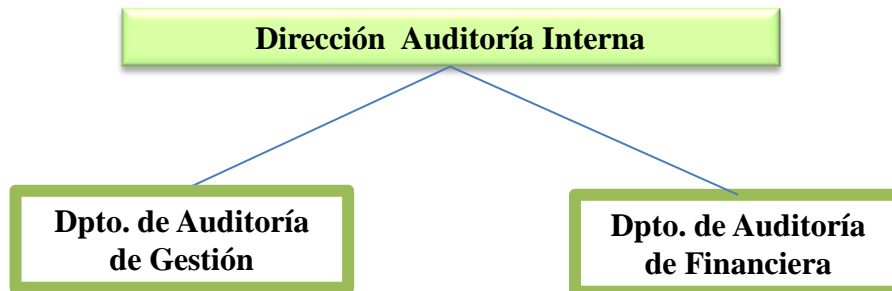 Dirección Auditoría Interna
Dpto. de Auditoría
de Gestión
Dpto. de Auditoría
de Financiera